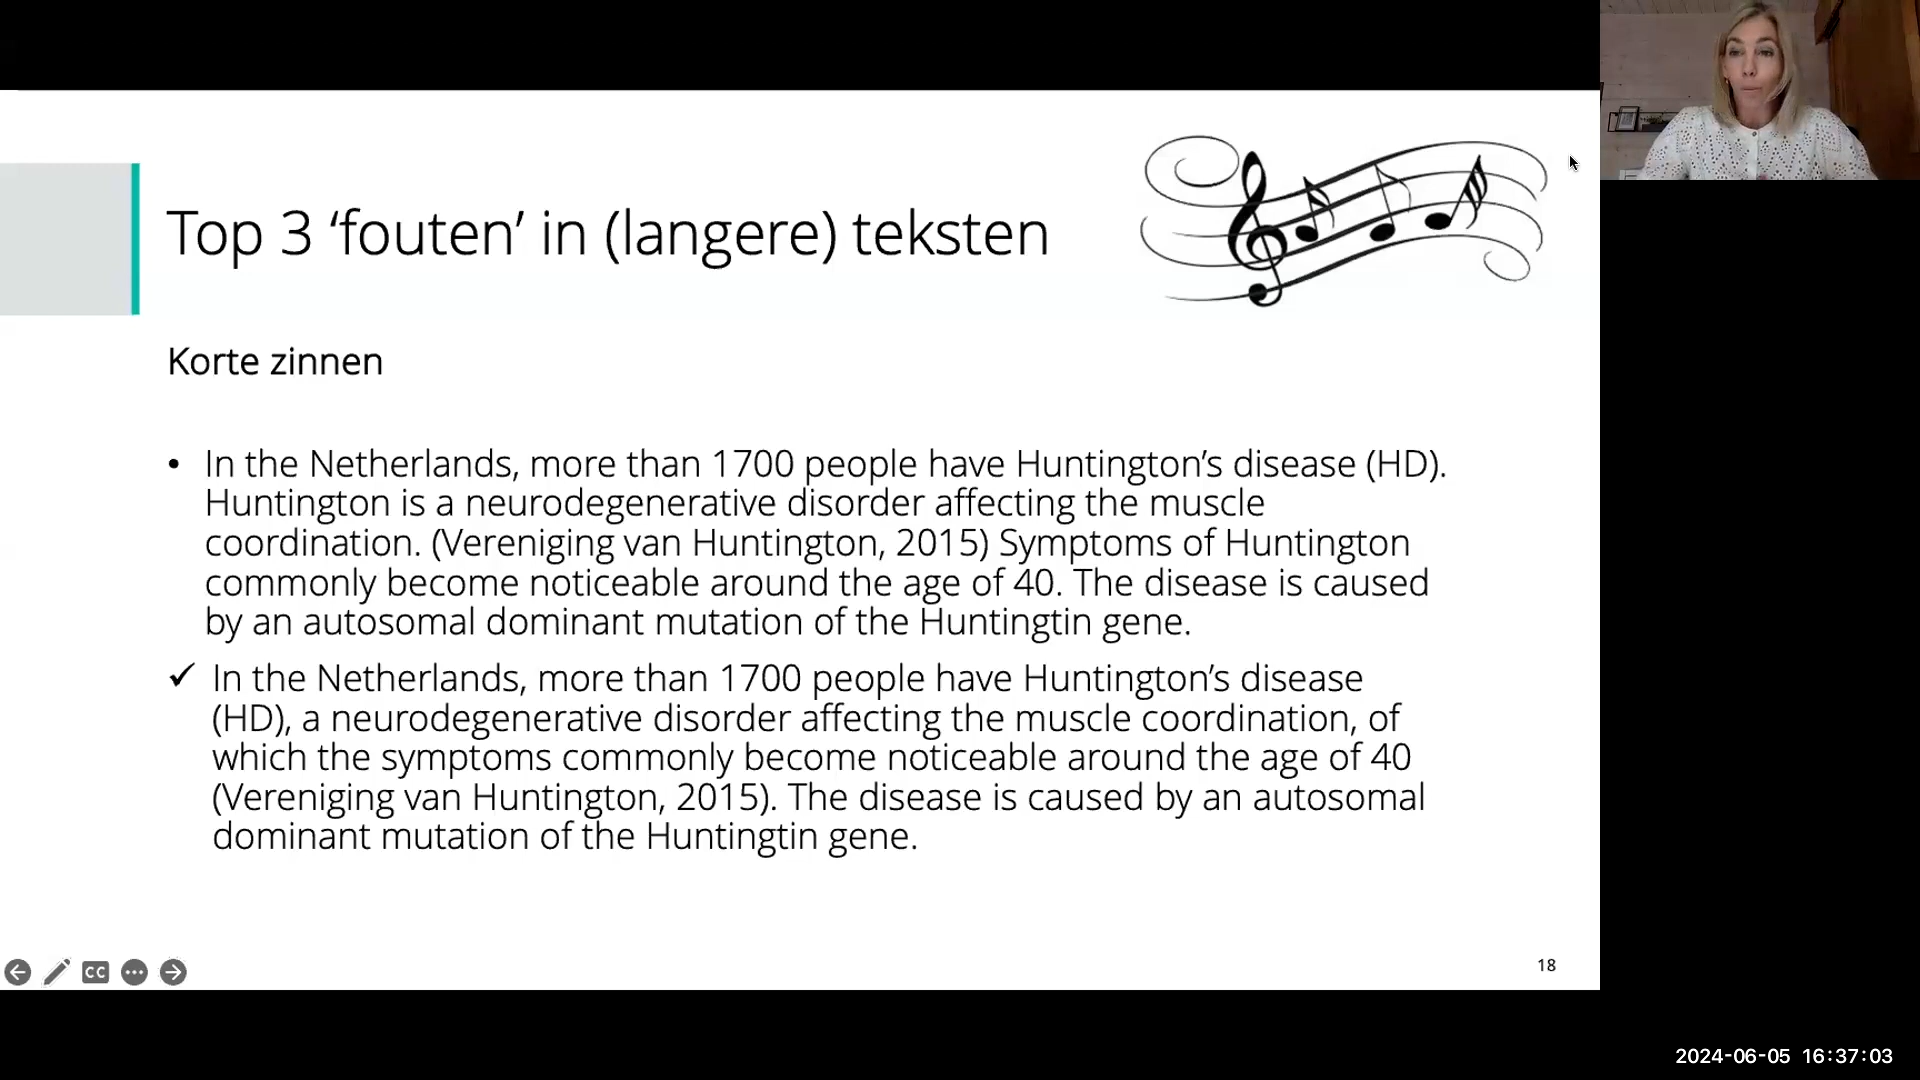 Top 3 ‘fouten’ in (langere) teksten
Korte zinnen
• In the Netherlands, more than 1700 people have Huntington’s disease (HD).
Huntington is a neurodegenerative disorder affecting the muscle
coordination. (Vereniging van Huntington, 2015) Symptoms of Huntington
commonly become noticeable around the age of 40. The disease is caused
by an autosomal dominant mutation of the Huntingtin gene.
✓ In the Netherlands, more than 1700 people have Huntington’s disease
(HD), a neurodegenerative disorder affecting the muscle coordination, of
which the symptoms commonly become noticeable around the age of 40
(Vereniging van Huntington, 2015). The disease is caused by an autosomal
dominant mutation of the Huntingtin gene.
CC
18
2024-06-05 16:37:03